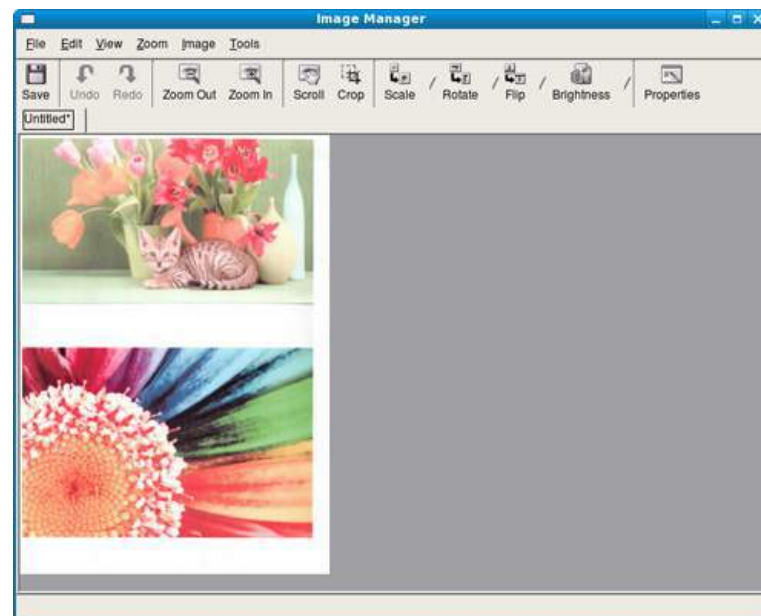 Image Manager
File Edit View Zoom Image Tools
Save Undo Redo Zoom Out Zoom In Scroll Crop Scale / Rotate / Flip / Brightness / Properties
Untitled*